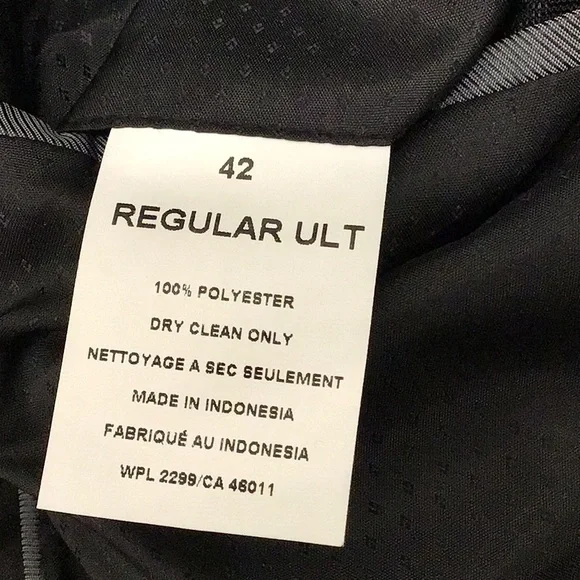 42
REGULAR ULT
100% POLYESTER
DRY CLEAN ONLY
NETTOYAGE A SEC SEULEMENT
MADE IN INDONESIA
FABRIQUÉ AU INDONESIA
WPL 2299/CA 46011